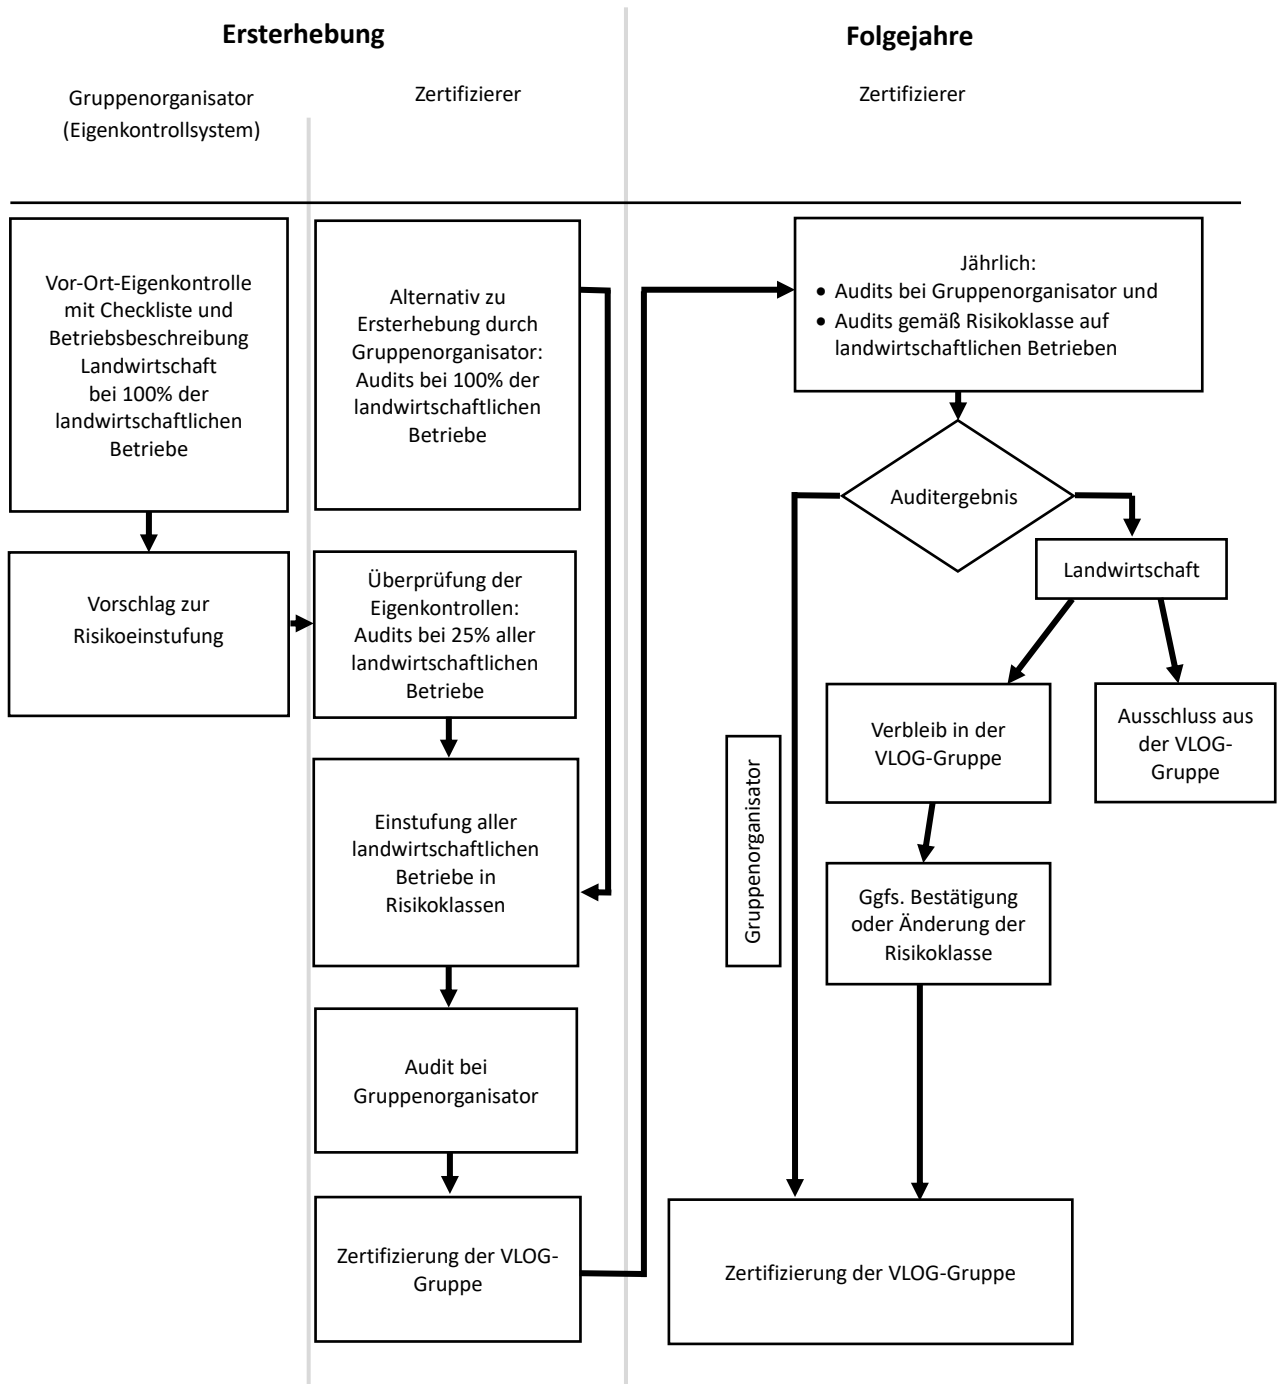 Ersterhebung
Folgejahre
Gruppenorganisator
(Eigenkontrollsystem)
Zertifizierer
Zertifizierer
Vor-Ort-Eigenkontrolle
mit Checkliste und
Betriebsbeschreibung
Landwirtschaft
bei 100% der
landwirtschaftlichen
Betriebe
Vorschlag zur
Risikoeinstufung
Alternativ zu
Ersterhebung durch
Gruppenorganisator:
Audits bei 100% der
landwirtschaftlichen
Betriebe
Überprüfung der
Eigenkontrollen:
Audits bei 25% aller
landwirtschaftlichen
Betriebe
Einstufung aller
landwirtschaftlichen
Betriebe in
Risikoklassen
Audit bei
Gruppenorganisator
Zertifizierung der VLOG-
Gruppe
Jährlich:
• Audits bei Gruppenorganisator und
• Audits gemäß Risikoklasse auf
landwirtschaftlichen Betrieben
Auditergebnis
Landwirtschaft
Verbleib in der
VLOG-Gruppe
Ausschluss aus
der VLOG-
Gruppe
Gruppenorganisator
Ggfs. Bestätigung
oder Änderung der
Risikoklasse
Zertifizierung der VLOG-Gruppe